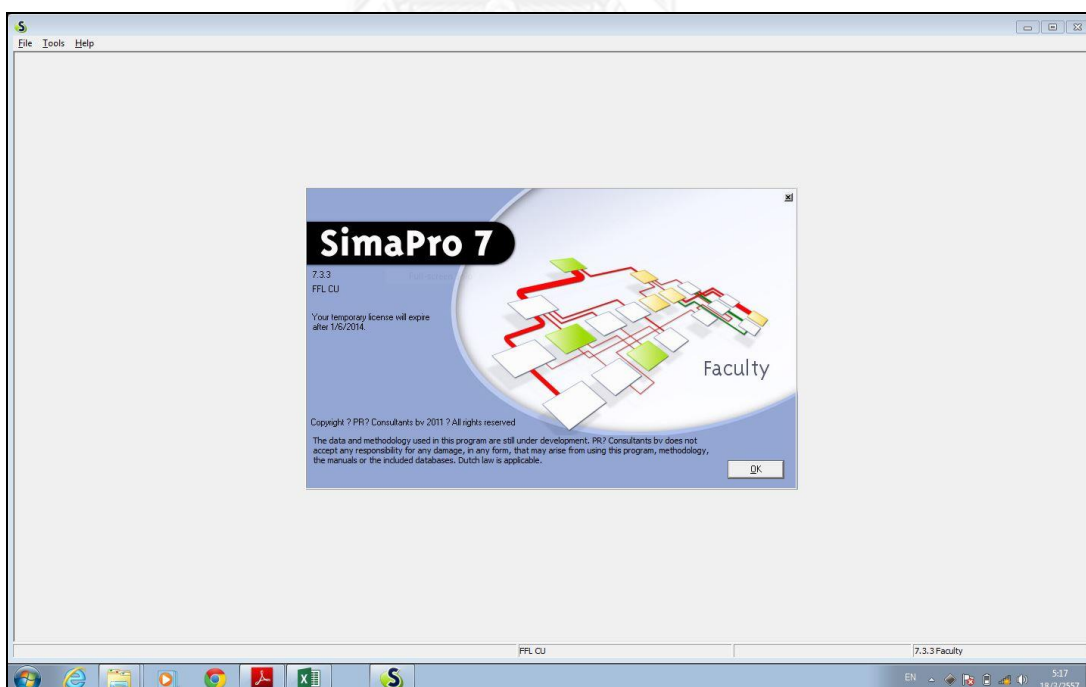 File Tools Help
SimaPro 7
7.3.3
FFL CU
Your temporary license will expire
after 1/6/2014.
Faculty
Copyright ? PR? Consultants bv 2011 ? All rights reserved
The data and methodology used in this program are still under development. PR? Consultants bv does not
accept any responsibility for any damage, in any form, that may arise from using this program, methodology,
the manuals or the included databases. Dutch law is applicable.
OK
FFL CU 7.3.3 Faculty
EN 5:17
18/3/2557